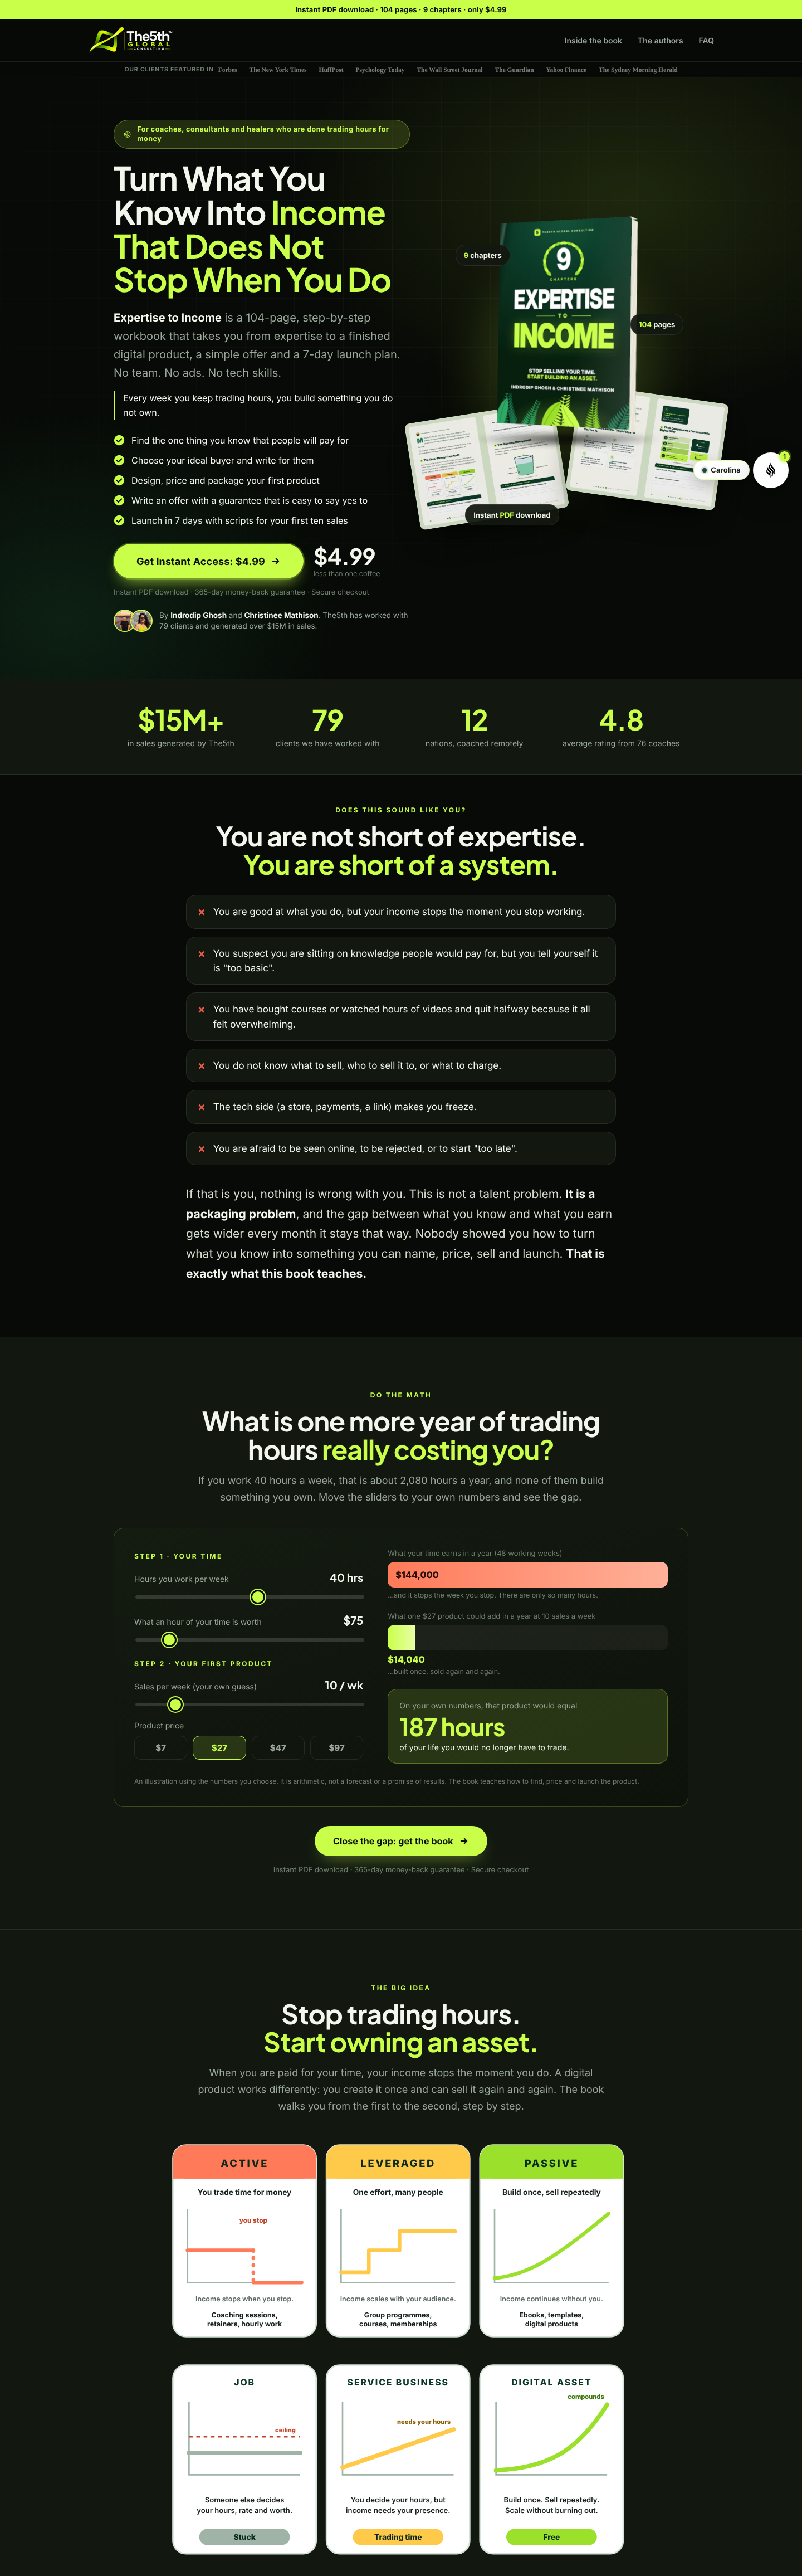 Instant PDF download · 104 pages · 9 chapters · only $4.99
The5th
GLOBAL
CONSULTING
Inside the book
The authors
FAQ
OUR CLIENTS FEATURED IN Forbes The New York Times HuffPost Psychology Today The Wall Street Journal The Guardian Yahoo Finance The Sydney Morning Herald
For coaches, consultants and healers who are done trading hours for
money
Turn What You
Know Into Income
That Does Not
Stop When You Do
Expertise to Income is a 104-page, step-by-step
workbook that takes you from expertise to a finished
digital product, a simple offer and a 7-day launch plan.
No team. No ads. No tech skills.
Every week you keep trading hours, you build something you do
not own.
Find the one thing you know that people will pay for
Choose your ideal buyer and write for them
Design, price and package your first product
Write an offer with a guarantee that is easy to say yes to
Launch in 7 days with scripts for your first ten sales
Get Instant Access: $4.99 →
$4.99
less than one coffee
Instant PDF download · 365-day money-back guarantee · Secure checkout
By Indrodip Ghosh and Christinee Mathison. The5th has worked with
79 clients and generated over $15M in sales.
9 chapters
THE5TH GLOBAL CONSULTING
9
CHAPTERS
EXPERTISE
TO
INCOME
STOP SELLING YOUR TIME.
START BUILDING AN ASSET.
INDRODIP GHOSH & CHRISTINEE MATHISON
104 pages
Carolina
1
Instant PDF download
$15M+
in sales generated by The5th
79
clients we have worked with
12
nations, coached remotely
4.8
average rating from 76 coaches
DOES THIS SOUND LIKE YOU?
You are not short of expertise.
You are short of a system.
You are good at what you do, but your income stops the moment you stop working.
You suspect you are sitting on knowledge people would pay for, but you tell yourself it
is "too basic".
You have bought courses or watched hours of videos and quit halfway because it all
felt overwhelming.
You do not know what to sell, who to sell it to, or what to charge.
The tech side (a store, payments, a link) makes you freeze.
You are afraid to be seen online, to be rejected, or to start "too late".
If that is you, nothing is wrong with you. This is not a talent problem. It is a
packaging problem, and the gap between what you know and what you earn
gets wider every month it stays that way. Nobody showed you how to turn
what you know into something you can name, price, sell and launch. That is
exactly what this book teaches.
DO THE MATH
What is one more year of trading
hours really costing you?
If you work 40 hours a week, that is about 2,080 hours a year, and none of them build
something you own. Move the sliders to your own numbers and see the gap.
STEP 1 · YOUR TIME
Hours you work per week 40 hrs
What an hour of your time is worth $75
STEP 2 · YOUR FIRST PRODUCT
Sales per week (your own guess) 10 / wk
Product price
$7 $27 $47 $97
What your time earns in a year (48 working weeks)
$144,000
...and it stops the week you stop. There are only so many hours.
What one $27 product could add in a year at 10 sales a week
$14,040
...built once, sold again and again.
On your own numbers, that product would equal
187 hours
of your life you would no longer have to trade.
An illustration using the numbers you choose. It is arithmetic, not a forecast or a promise of results. The book teaches how to find, price and launch the product.
Close the gap: get the book →
Instant PDF download · 365-day money-back guarantee · Secure checkout
THE BIG IDEA
Stop trading hours.
Start owning an asset.
When you are paid for your time, your income stops the moment you do. A digital
product works differently: you create it once and can sell it again and again. The book
walks you from the first to the second, step by step.
ACTIVE
You trade time for money
you stop
Income stops when you stop.
Coaching sessions,
retainers, hourly work
LEVERAGED
One effort, many people
Income scales with your audience.
Group programmes,
courses, memberships
PASSIVE
Build once, sell repeatedly
Income continues without you.
Ebooks, templates,
digital products
JOB
ceiling
Someone else decides
your hours, rate and worth.
Stuck
SERVICE BUSINESS
needs your hours
You decide your hours, but
income needs your presence.
Trading time
DIGITAL ASSET
compounds
Build once. Sell repeatedly.
Scale without burning out.
Free